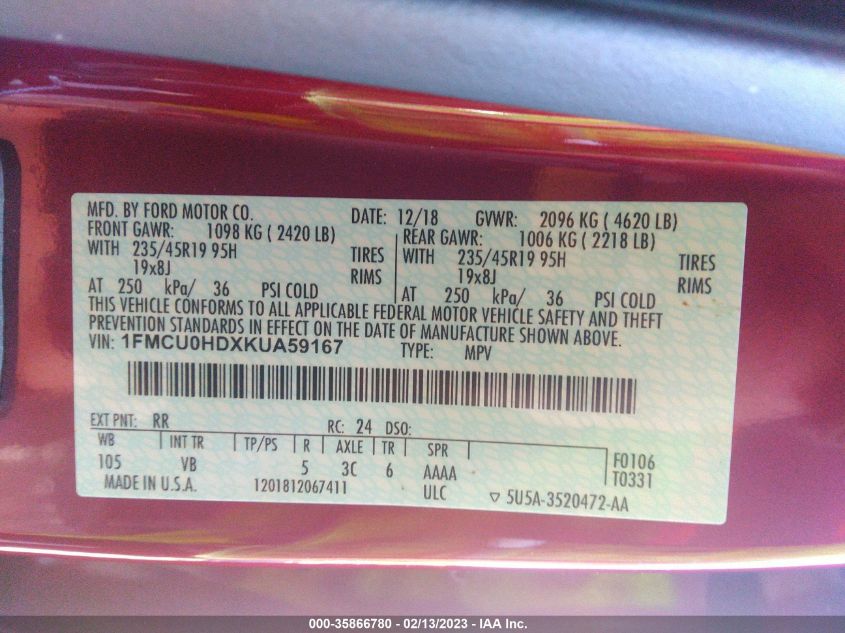 MFD. BY FORD MOTOR CO. DATE: 12/18 GVWR: 2096 KG ( 4620 LB)
FRONT GAWR: 1098 KG ( 2420 LB) REAR GAWR: 1006 KG ( 2218 LB)
WITH 235/45R19 95H TIRES WITH 235/45R19 95H TIRES
19x8J RIMS 19x8J RIMS
AT 250 kPa/ 36 PSI COLD AT 250 kPa/ 36 PSI COLD
THIS VEHICLE CONFORMS TO ALL APPLICABLE FEDERAL MOTOR VEHICLE SAFETY AND THEFT
PREVENTION STANDARDS IN EFFECT ON THE DATE OF MANUFACTURE SHOWN ABOVE.
VIN: 1FMCU0HDXKUA59167 TYPE: MPV
EXT PNT: RR RC: 24 DSO:
WB INT TR TP/PS R AXLE TR SPR
105 VB 5 3C 6 AAAA F0106
T0331
MADE IN U.S.A. 1201812067411 ULC ▽ 5U5A-3520472-AA
000-35866780 - 02/13/2023 - IAA Inc.